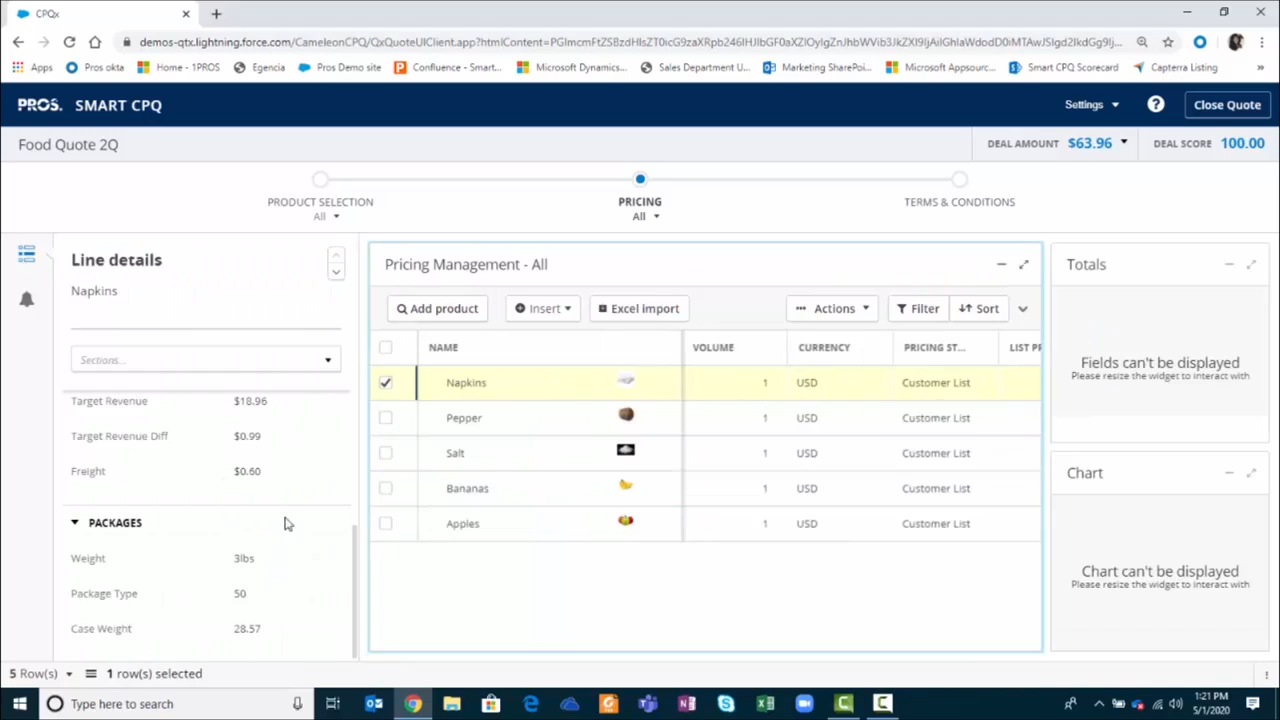 CPQx
demos-qtx.lightning.force.com/CameleonCPQ/QxQuoteUIClient.app?htmlContent=
Apps
Pros okta
Home - 1PROS
Egencia
Pros Demo site
Confluence - Smart...
Microsoft Dynamics...
Sales Department U...
Marketing SharePoi...
Microsoft Appsourc...
Smart CPQ Scorecard
Capterra Listing
»
PROS. SMART CPQ
Settings
?
Close Quote
Food Quote 2Q
DEAL AMOUNT $63.96
DEAL SCORE 100.00
PRODUCT SELECTION
All
PRICING
All
TERMS & CONDITIONS
Line details
Napkins
Sections...
Target Revenue $18.96
Target Revenue Diff $0.99
Freight $0.60
PACKAGES
Weight 3lbs
Package Type 50
Case Weight 28.57
Pricing Management - All
Add product
Insert
Excel import
Actions
Filter
Sort
NAME VOLUME CURRENCY PRICING ST... LIST PR
Napkins 1 USD Customer List
Pepper 1 USD Customer List
Salt 1 USD Customer List
Bananas 1 USD Customer List
Apples 1 USD Customer List
Totals
Fields can't be displayed
Please resize the widget to interact with
Chart
Chart can't be displayed
Please resize the widget to interact with
5 Row(s)
1 row(s) selected
Type here to search
1:21 PM
5/1/2020